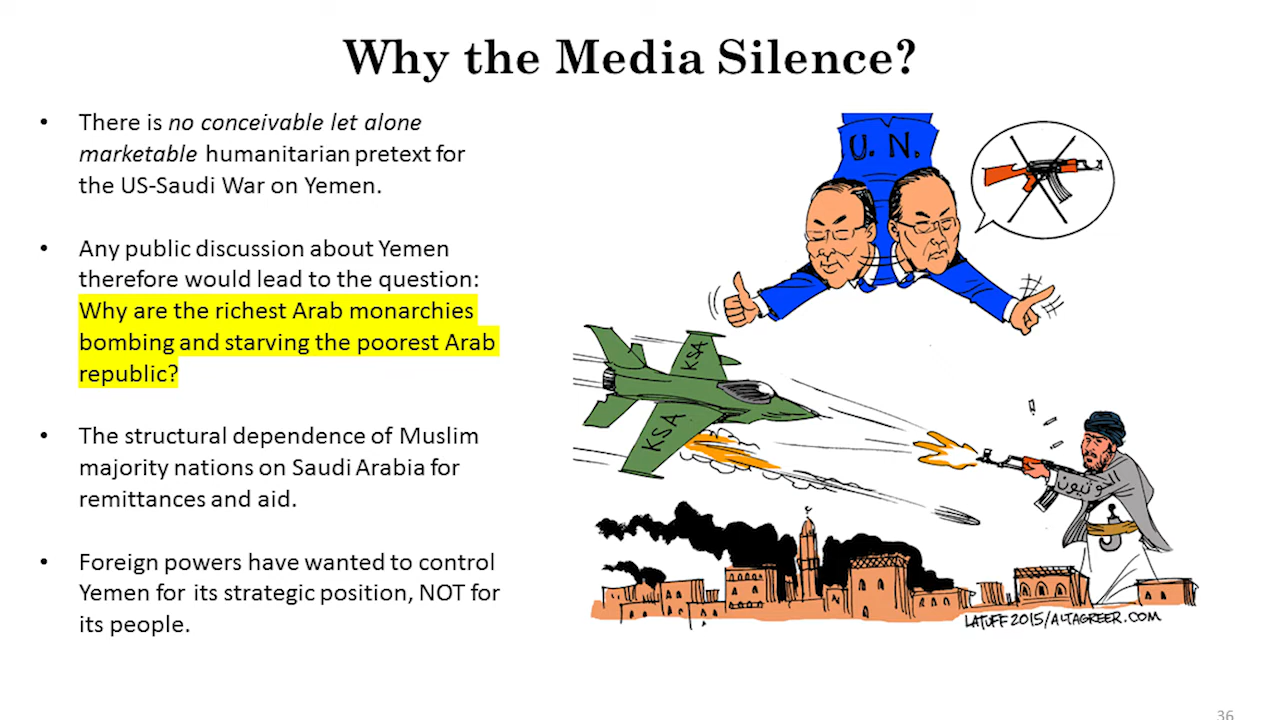 Why the Media Silence?
• There is no conceivable let alone
marketable humanitarian pretext for
the US-Saudi War on Yemen.
• Any public discussion about Yemen
therefore would lead to the question:
Why are the richest Arab monarchies
bombing and starving the poorest Arab
republic?
• The structural dependence of Muslim
majority nations on Saudi Arabia for
remittances and aid.
• Foreign powers have wanted to control
Yemen for its strategic position, NOT for
its people.
U. N.
KSA
KSA
الحوثيون
LATUFF 2015/ALTAGREER.COM
36